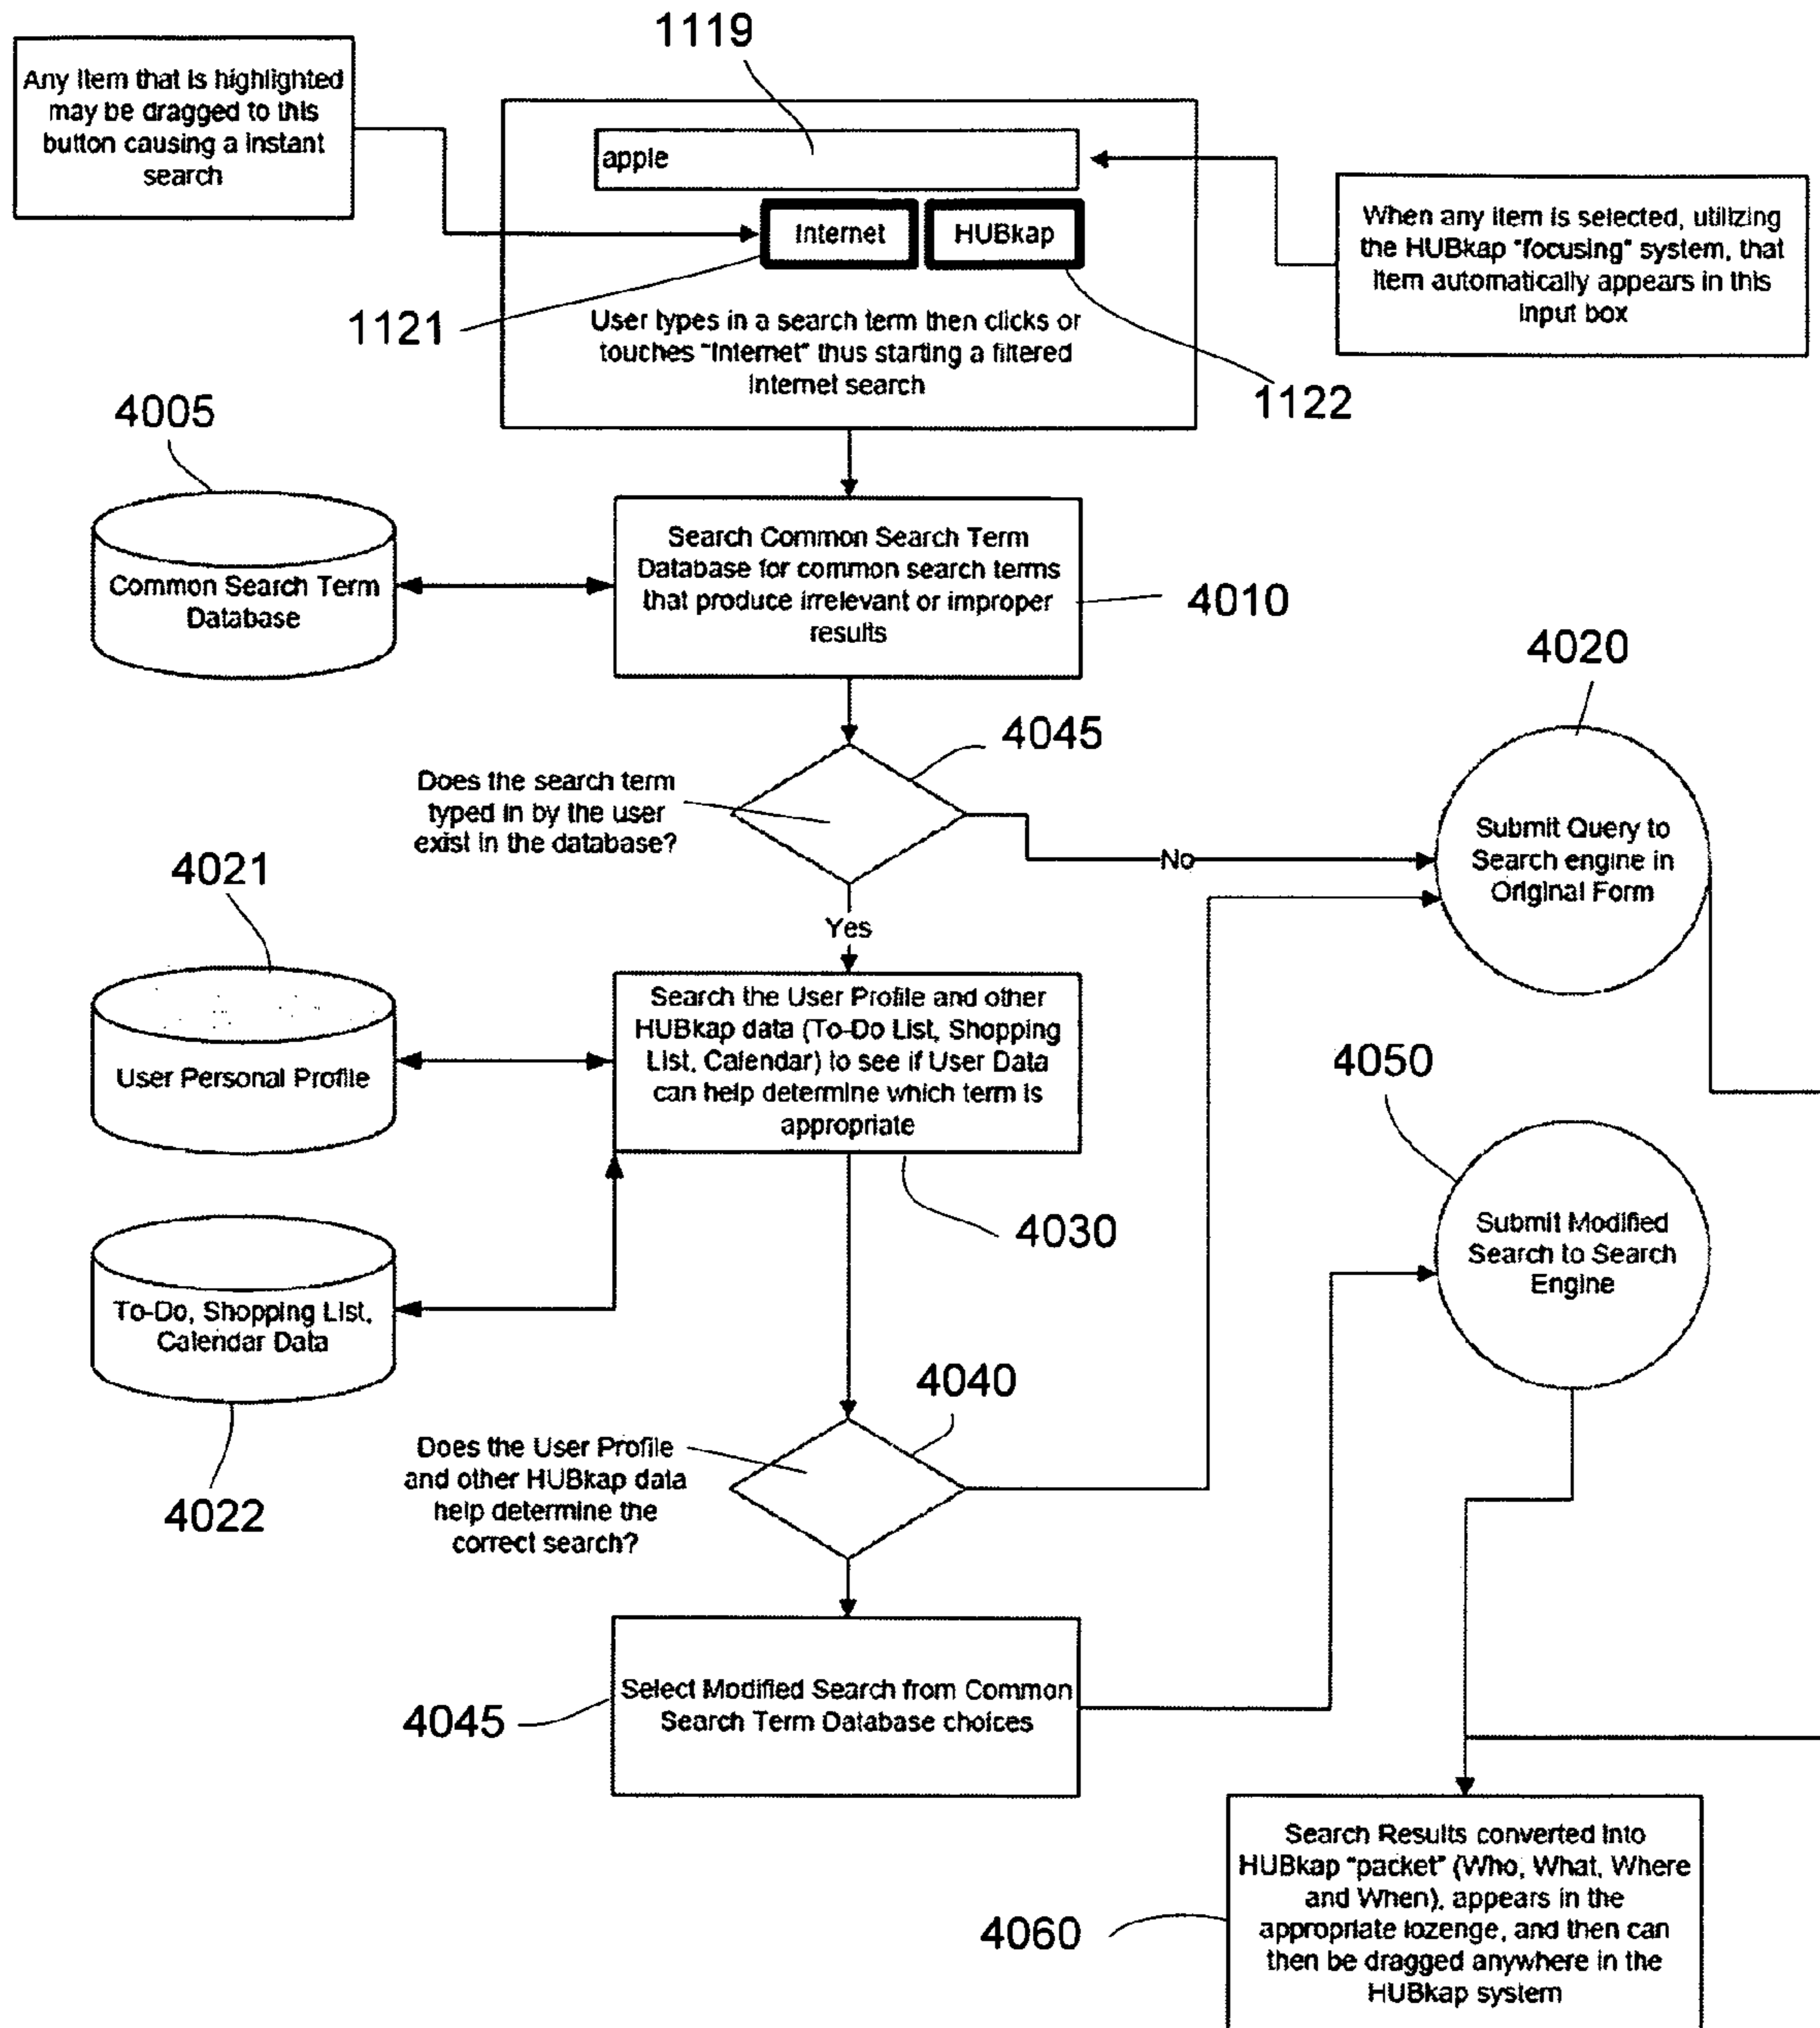 1119
Any item that is highlighted
may be dragged to this
button causing a instant
search
apple
Internet
HUBkap
When any item is selected, utilizing
the HUBkap "focusing" system, that
item automatically appears in this
input box
1121
User types in a search term then clicks or
touches "Internet" thus starting a filtered
Internet search
1122
4005
Common Search Term
Database
Search Common Search Term
Database for common search terms
that produce irrelevant or improper
results
4010
4020
4045
Does the search term
typed in by the user
exist in the database?
No
Submit Query to
Search engine in
Original Form
4021
Yes
User Personal Profile
Search the User Profile and other
HUBkap data (To-Do List, Shopping
List, Calendar) to see if User Data
can help determine which term is
appropriate
4050
4030
Submit Modified
Search to Search
Engine
To-Do, Shopping List,
Calendar Data
4022
4040
Does the User Profile
and other HUBkap data
help determine the
correct search?
4045
Select Modified Search from Common
Search Term Database choices
4060
Search Results converted into
HUBkap "packet" (Who, What, Where
and When), appears in the
appropriate lozenge, and then can
then be dragged anywhere in the
HUBkap system